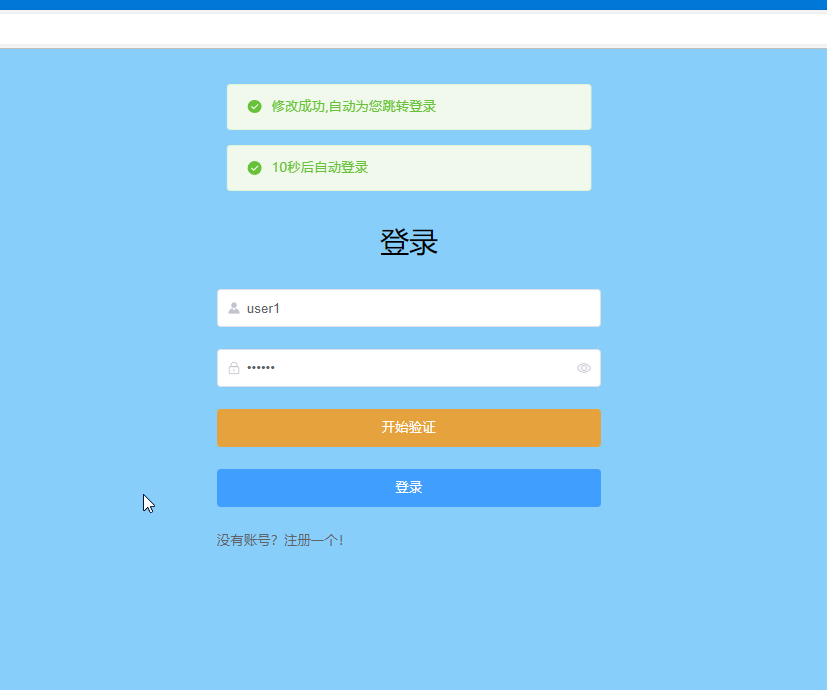 修改成功,自动为您跳转登录
10秒后自动登录
登录
user1
••••••
开始验证
登录
没有账号？注册一个！